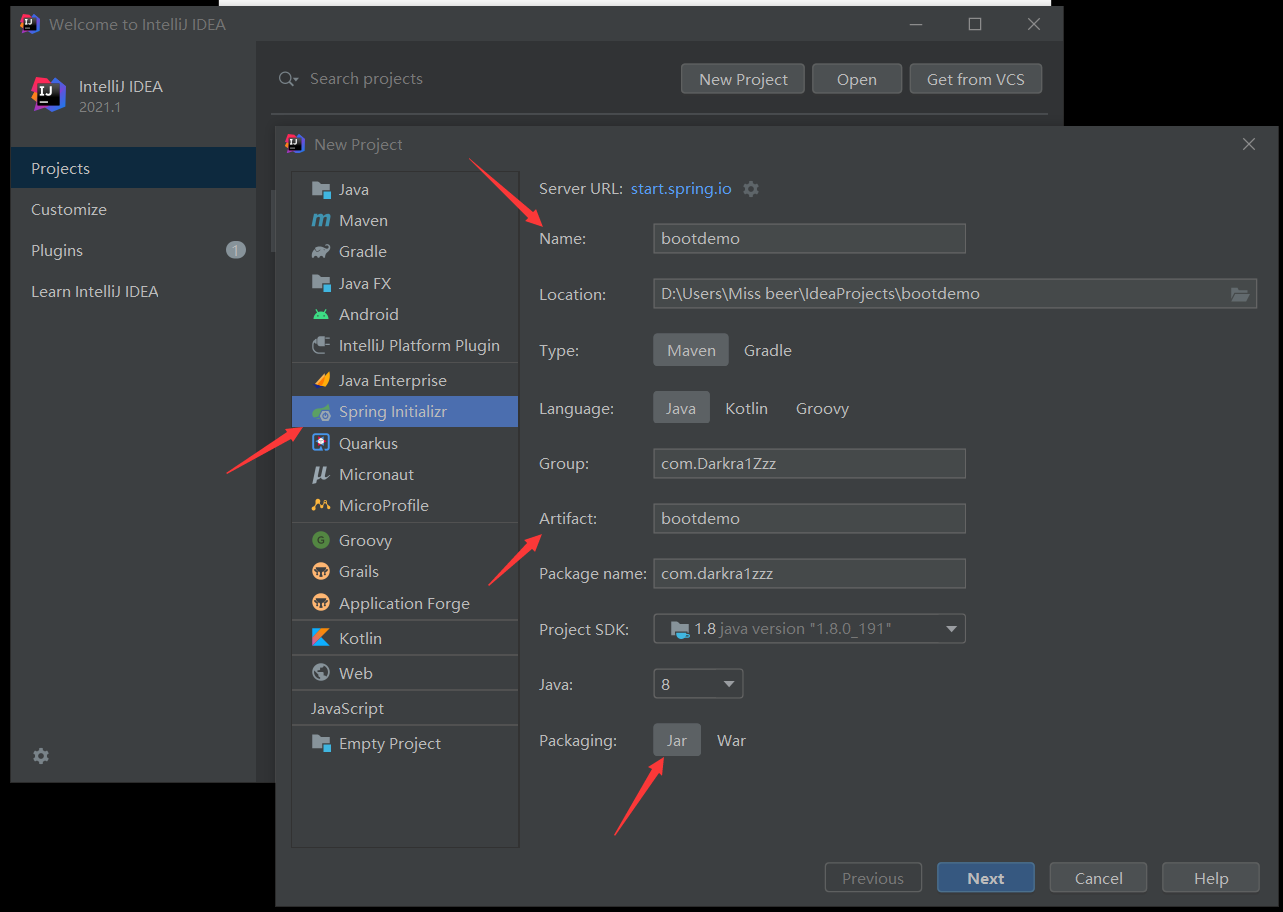 Welcome to IntelliJ IDEA
IntelliJ IDEA
2021.1
Search projects
New Project
Open
Get from VCS
Projects
Customize
Plugins
1
Learn IntelliJ IDEA
New Project
Java
Maven
Gradle
Java FX
Android
IntelliJ Platform Plugin
Java Enterprise
Spring Initializr
Quarkus
Micronaut
MicroProfile
Groovy
Grails
Application Forge
Kotlin
Web
JavaScript
Empty Project
Server URL: start.spring.io
Name: bootdemo
Location: D:\Users\Miss beer\IdeaProjects\bootdemo
Type: Maven Gradle
Language: Java Kotlin Groovy
Group: com.Darkra1Zzz
Artifact: bootdemo
Package name: com.darkra1zzz
Project SDK: 1.8 java version "1.8.0_191"
Java: 8
Packaging: Jar War
Previous
Next
Cancel
Help